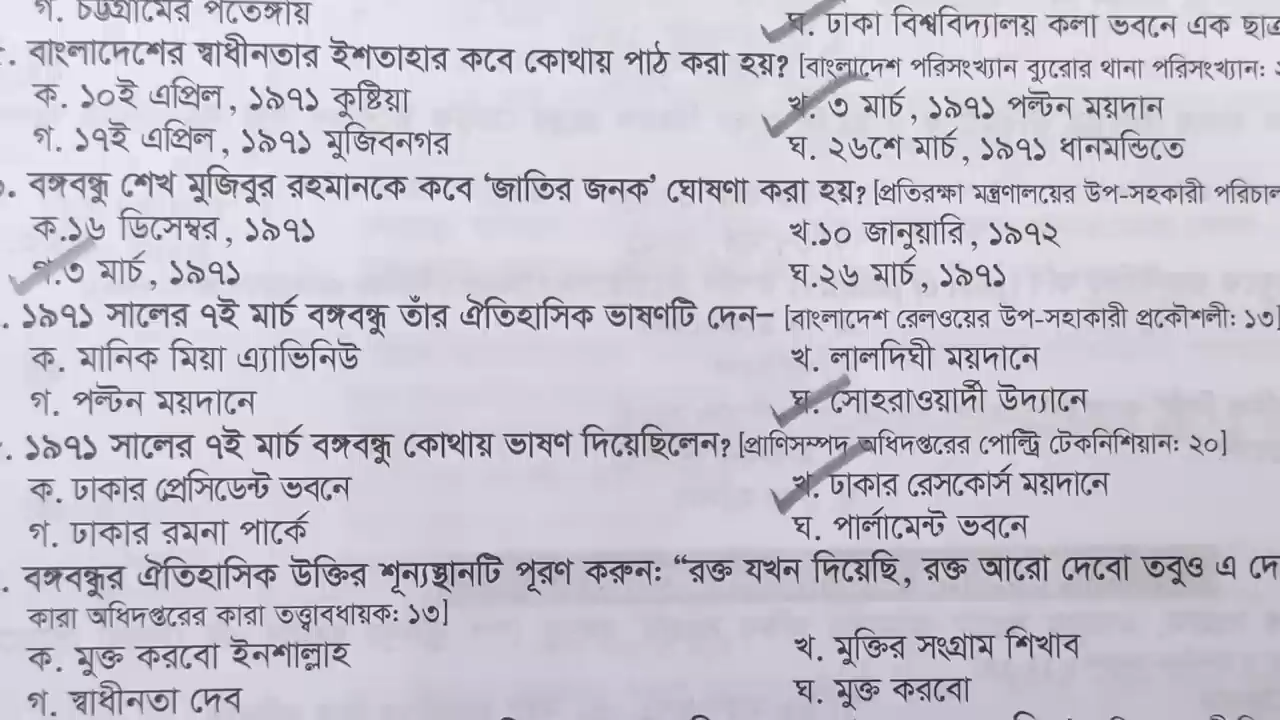 গ. চট্টগ্রামের পতেঙ্গায়
ঘ. ঢাকা বিশ্ববিদ্যালয় কলা ভবনে এক
. বাংলাদেশের স্বাধীনতার ইশতাহার কবে কোথায় পাঠ করা হয়? [বাংলাদেশ পরিসংখ্যান ব্যুরোর থানা পরিসংখ্যান:
ক. ১০ই এপ্রিল, ১৯৭১ কুষ্টিয়া
খ. ৩ মার্চ, ১৯৭১ পল্টন ময়দান
গ. ১৭ই এপ্রিল, ১৯৭১ মুজিবনগর
ঘ. ২৬শে মার্চ, ১৯৭১ ধানমন্ডিতে
. বঙ্গবন্ধু শেখ মুজিবুর রহমানকে কবে ‘জাতির জনক’ ঘোষণা করা হয়? [প্রতিরক্ষা মন্ত্রণালয়ের উপ-সহকারী
ক.১৬ ডিসেম্বর, ১৯৭১
খ.১০ জানুয়ারি, ১৯৭২
গ.৩ মার্চ, ১৯৭১
ঘ.২৬ মার্চ, ১৯৭১
. ১৯৭১ সালের ৭ই মার্চ বঙ্গবন্ধু তাঁর ঐতিহাসিক ভাষণটি দেন– [বাংলাদেশ রেলওয়ের উপ-সহাকারী প্রকৌশলী: ১৩]
ক. মানিক মিয়া এ্যাভিনিউ
খ. লালদিঘী ময়দানে
গ. পল্টন ময়দানে
ঘ. সোহরাওয়ার্দী উদ্যানে
. ১৯৭১ সালের ৭ই মার্চ বঙ্গবন্ধু কোথায় ভাষণ দিয়েছিলেন? [প্রাণিসম্পদ অধিদপ্তরের পোল্ট্রি টেকনিশিয়ান: ২০]
ক. ঢাকার প্রেসিডেন্ট ভবনে
খ. ঢাকার রেসকোর্স ময়দানে
গ. ঢাকার রমনা পার্কে
ঘ. পার্লামেন্ট ভবনে
. বঙ্গবন্ধুর ঐতিহাসিক উক্তির শূন্যস্থানটি পূরণ করুন: “রক্ত যখন দিয়েছি, রক্ত আরো দেবো তবুও এ
কারা অধিদপ্তরের কারা তত্ত্বাবধায়ক: ১৩]
ক. মুক্ত করবো ইনশাল্লাহ
খ. মুক্তির সংগ্রাম শিখাব
গ. স্বাধীনতা দেব
ঘ. মুক্ত করবো